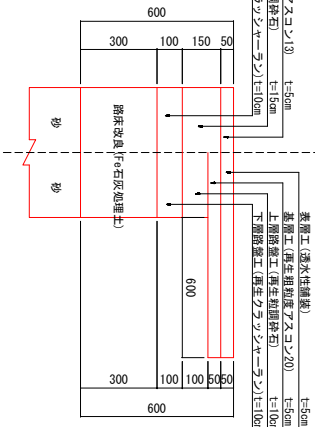 600
300
100
150
50
アスコン13) t=5cm
調砕石) t=15cm
ラッシャーラン)t=10cm
砂
砂
路床改良(Fe石灰処理土)
表層工(透水性舗装) t=5cm
基層工(再生粗粒度アスコン20) t=5cm
上層路盤工(再生粒調砕石) t=10c
下層路盤工(再生クラッシャーラン)t=10c
600
300
100
100
50
50
600